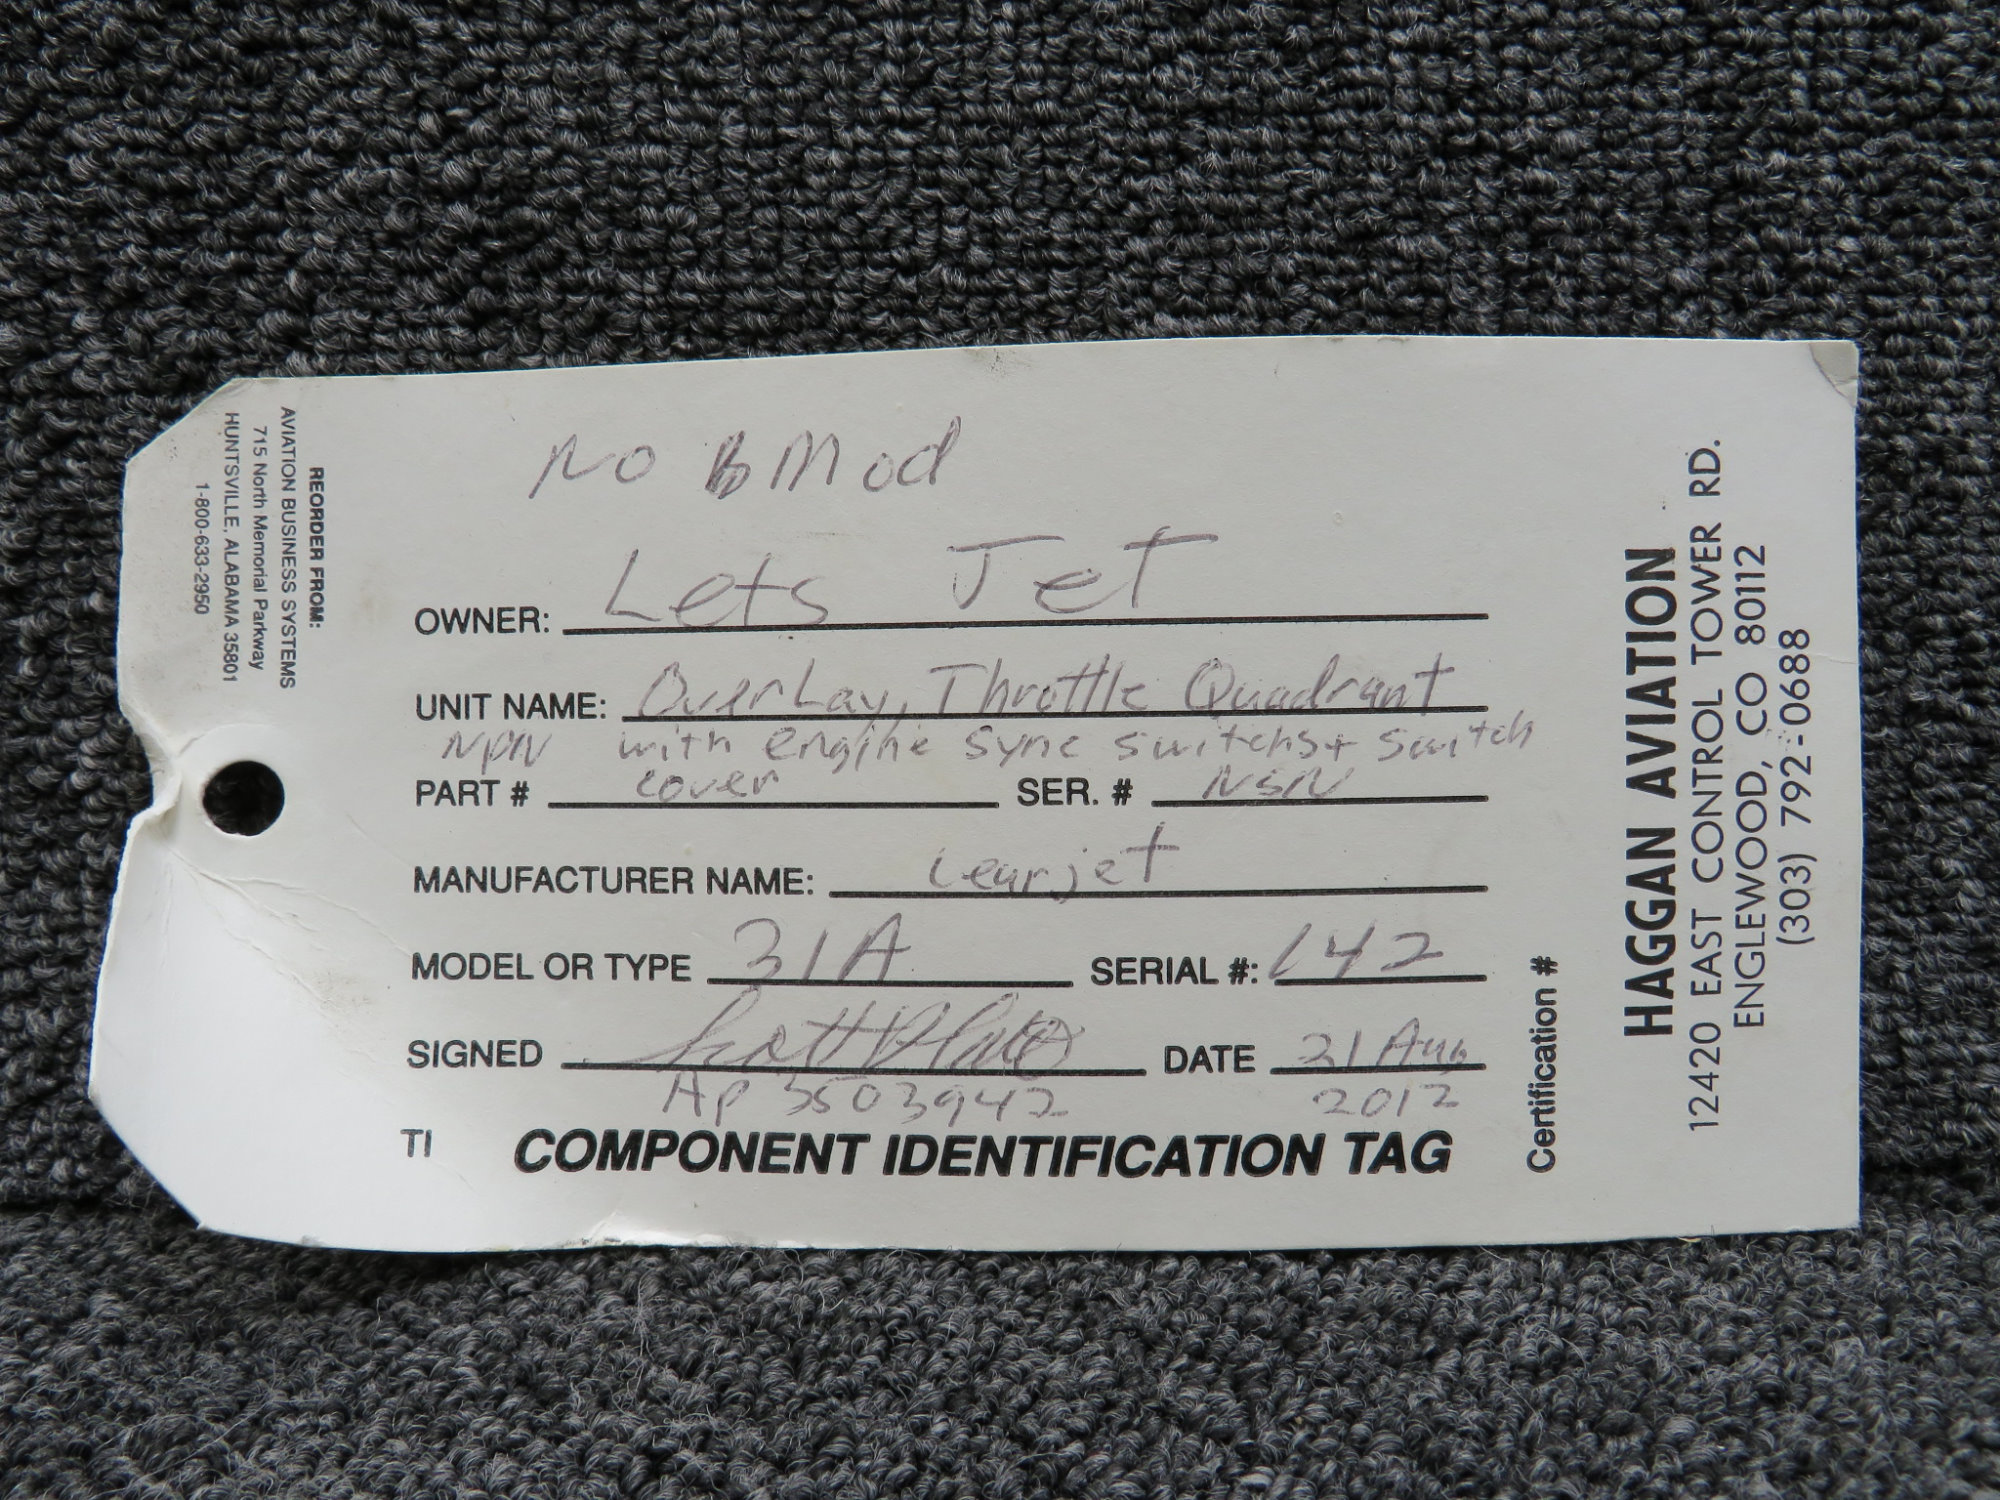 No B Mod
OWNER: Lets Jet
UNIT NAME: OverLay, Throttle Quadrant
NPN with engine sync switchs + switch
PART # cover SER. # NSN
MANUFACTURER NAME: Learjet
MODEL OR TYPE 31A SERIAL #: 142
SIGNED DATE 31 Aug
AP 3503942 2012
TI COMPONENT IDENTIFICATION TAG
Certification #
HAGGAN AVIATION
12420 EAST CONTROL TOWER RD.
ENGLEWOOD, CO 80112
(303) 792-0688
REORDER FROM:
AVIATION BUSINESS SYSTEMS
715 North Memorial Parkway
HUNTSVILLE, ALABAMA 35801
1-800-633-2950